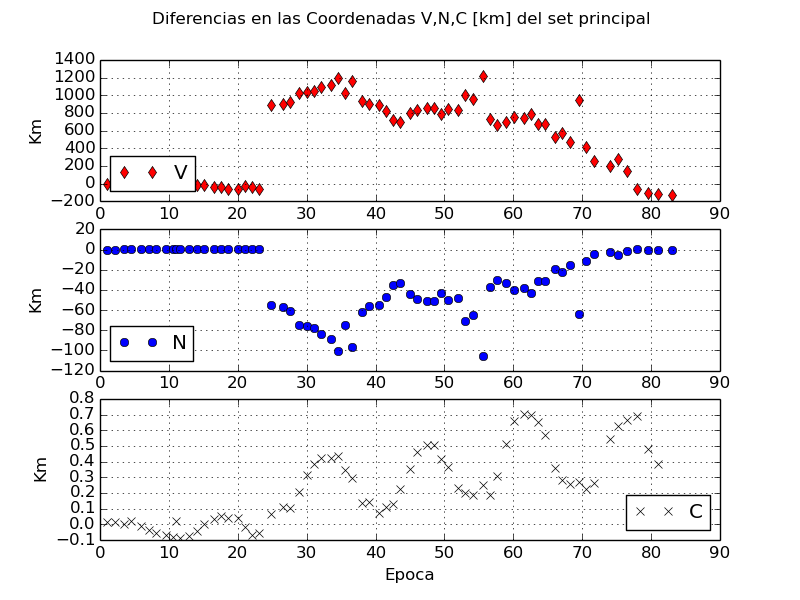 Diferencias en las Coordenadas V,N,C [km] del set principal
1400
1200
1000
800
600
400
200
0
−200
Km
V
0 10 20 30 40 50 60 70 80 90
20
0
−20
−40
−60
−80
−100
−120
Km
N
0 10 20 30 40 50 60 70 80 90
0.8
0.7
0.6
0.5
0.4
0.3
0.2
0.1
0.0
−0.1
Km
C
0 10 20 30 40 50 60 70 80 90
Epoca